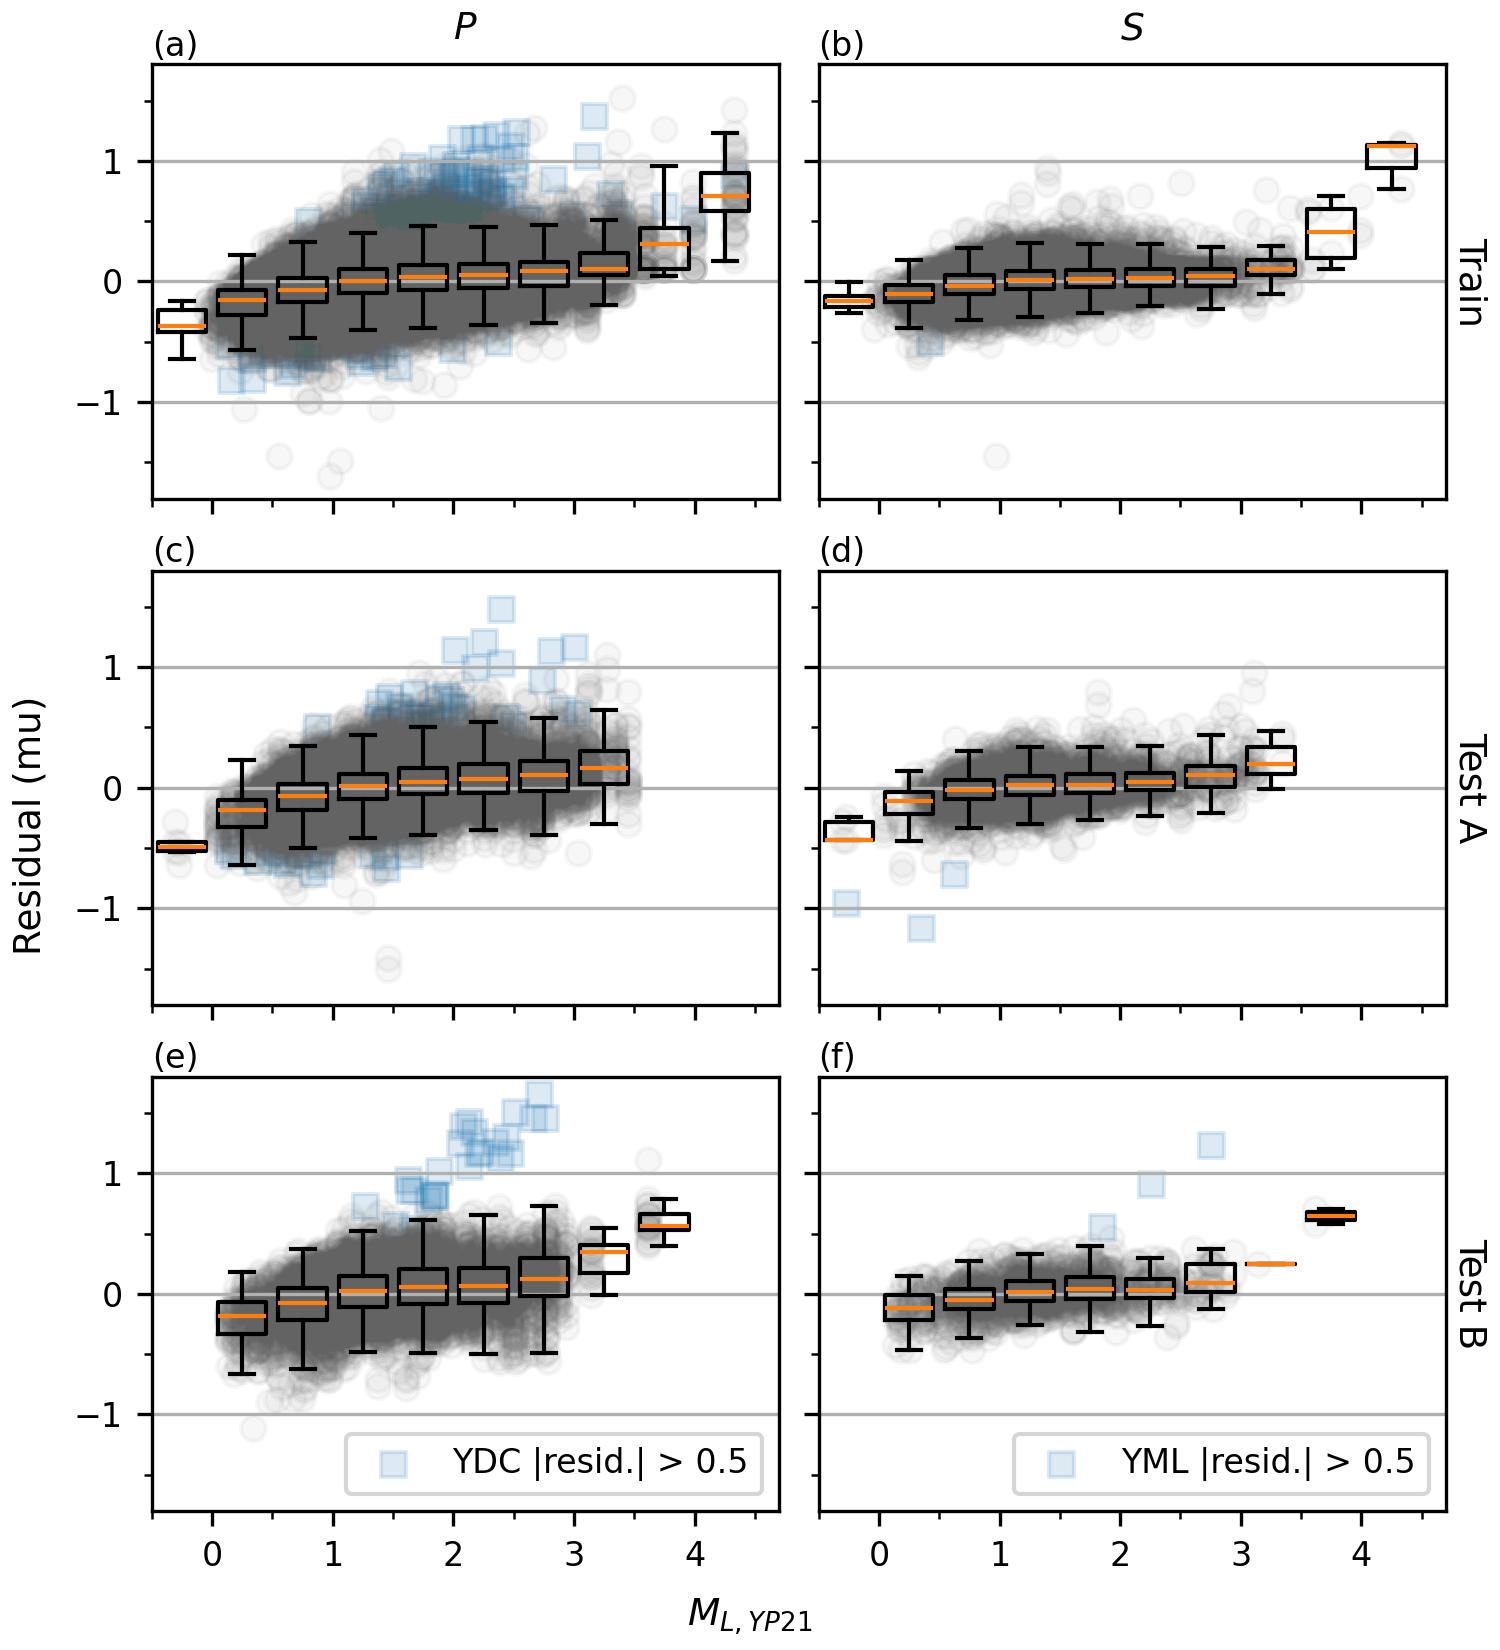 P
S
(a)
(b)
1
0
−1
Train
(c)
(d)
1
0
−1
Test A
Residual (mu)
(e)
(f)
1
0
−1
Test B
YDC |resid.| > 0.5
YML |resid.| > 0.5
0 1 2 3 4
0 1 2 3 4
M_{L, YP21}